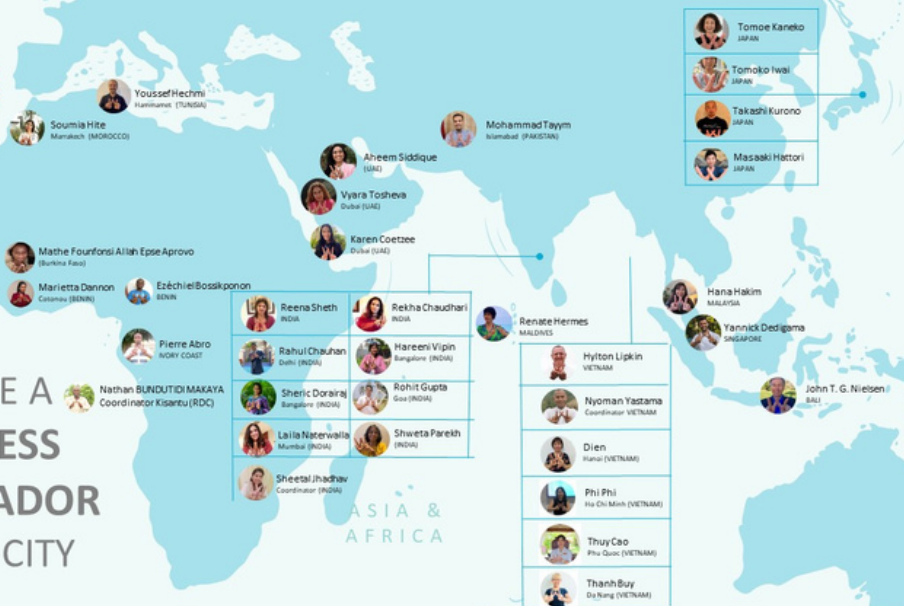 Tomoe Kaneko
JAPAN
Tomoko Iwai
JAPAN
Takashi Kurono
JAPAN
Masaaki Hattori
JAPAN
Youssef Hechmi
Hammamet (TUNISIA)
Soumia Hite
Marrakech (MOROCCO)
Mohammad Tayym
Islamabad (PAKISTAN)
Aheem Siddique
(UAE)
Vyara Tosheva
Dubai (UAE)
Karen Coetzee
Dubai (UAE)
Mathe Founfonsi Allah Epse Aprovo
(Burkina Faso)
Marietta Dannon
Cotonou (BENIN)
Ezèchiel Bossikponon
BENIN
Pierre Abro
IVORY COAST
Nathan BUNDUTIDI MAKAYA
Coordinator Kisantu (RDC)
Reena Sheth
INDIA
Rekha Chaudhari
INDIA
Rahul Chauhan
Delhi (INDIA)
Hareeni Vipin
Bangalore (INDIA)
Sheric Dorairaj
Bangalore (INDIA)
Rohit Gupta
Goa (INDIA)
Laila Naterwalla
Mumbai (INDIA)
Shweta Parekh
(INDIA)
Sheetal Jhadhav
Coordinator (INDIA)
Renate Hermes
MALDIVES
Hana Hakim
MALAYSIA
Yannick Dedigama
SINGAPORE
John T. G. Nielsen
BALI
Hylton Lipkin
VIETNAM
Nyoman Yastama
Coordinator VIETNAM
Dien
Hanoi (VIETNAM)
Phi Phi
Ho Chi Minh (VIETNAM)
Thuy Cao
Phu Quoc (VIETNAM)
Thanh Buy
Da Nang (VIETNAM)
E A
ESS
ADOR
CITY
ASIA &
AFRICA